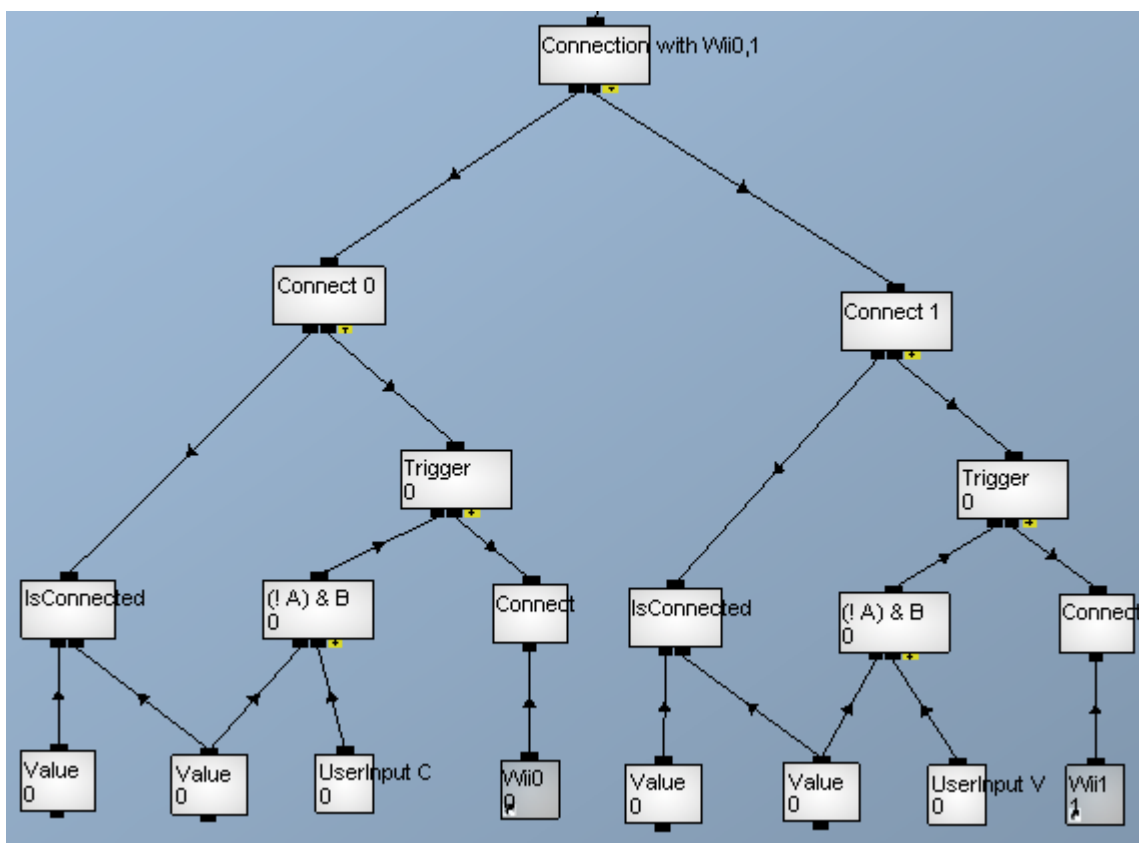 Connection with Wii0,1
Connect 0
Connect 1
Trigger
0
Trigger
0
IsConnected
(! A) & B
0
Connect
IsConnected
(! A) & B
0
Connect
Value
0
Value
0
UserInput C
0
Wii0
0
Value
0
Value
0
UserInput V
0
Wii1
1